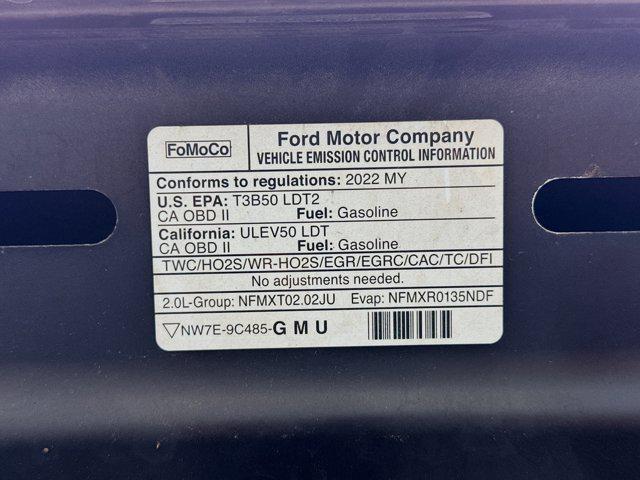 FoMoCo
Ford Motor Company
VEHICLE EMISSION CONTROL INFORMATION
Conforms to regulations: 2022 MY
U.S. EPA: T3B50 LDT2
CA OBD II Fuel: Gasoline
California: ULEV50 LDT
CA OBD II Fuel: Gasoline
TWC/HO2S/WR-HO2S/EGR/EGRC/CAC/TC/DFI
No adjustments needed.
2.0L-Group: NFMXT02.02JU Evap: NFMXR0135NDF
NW7E-9C485-GMU